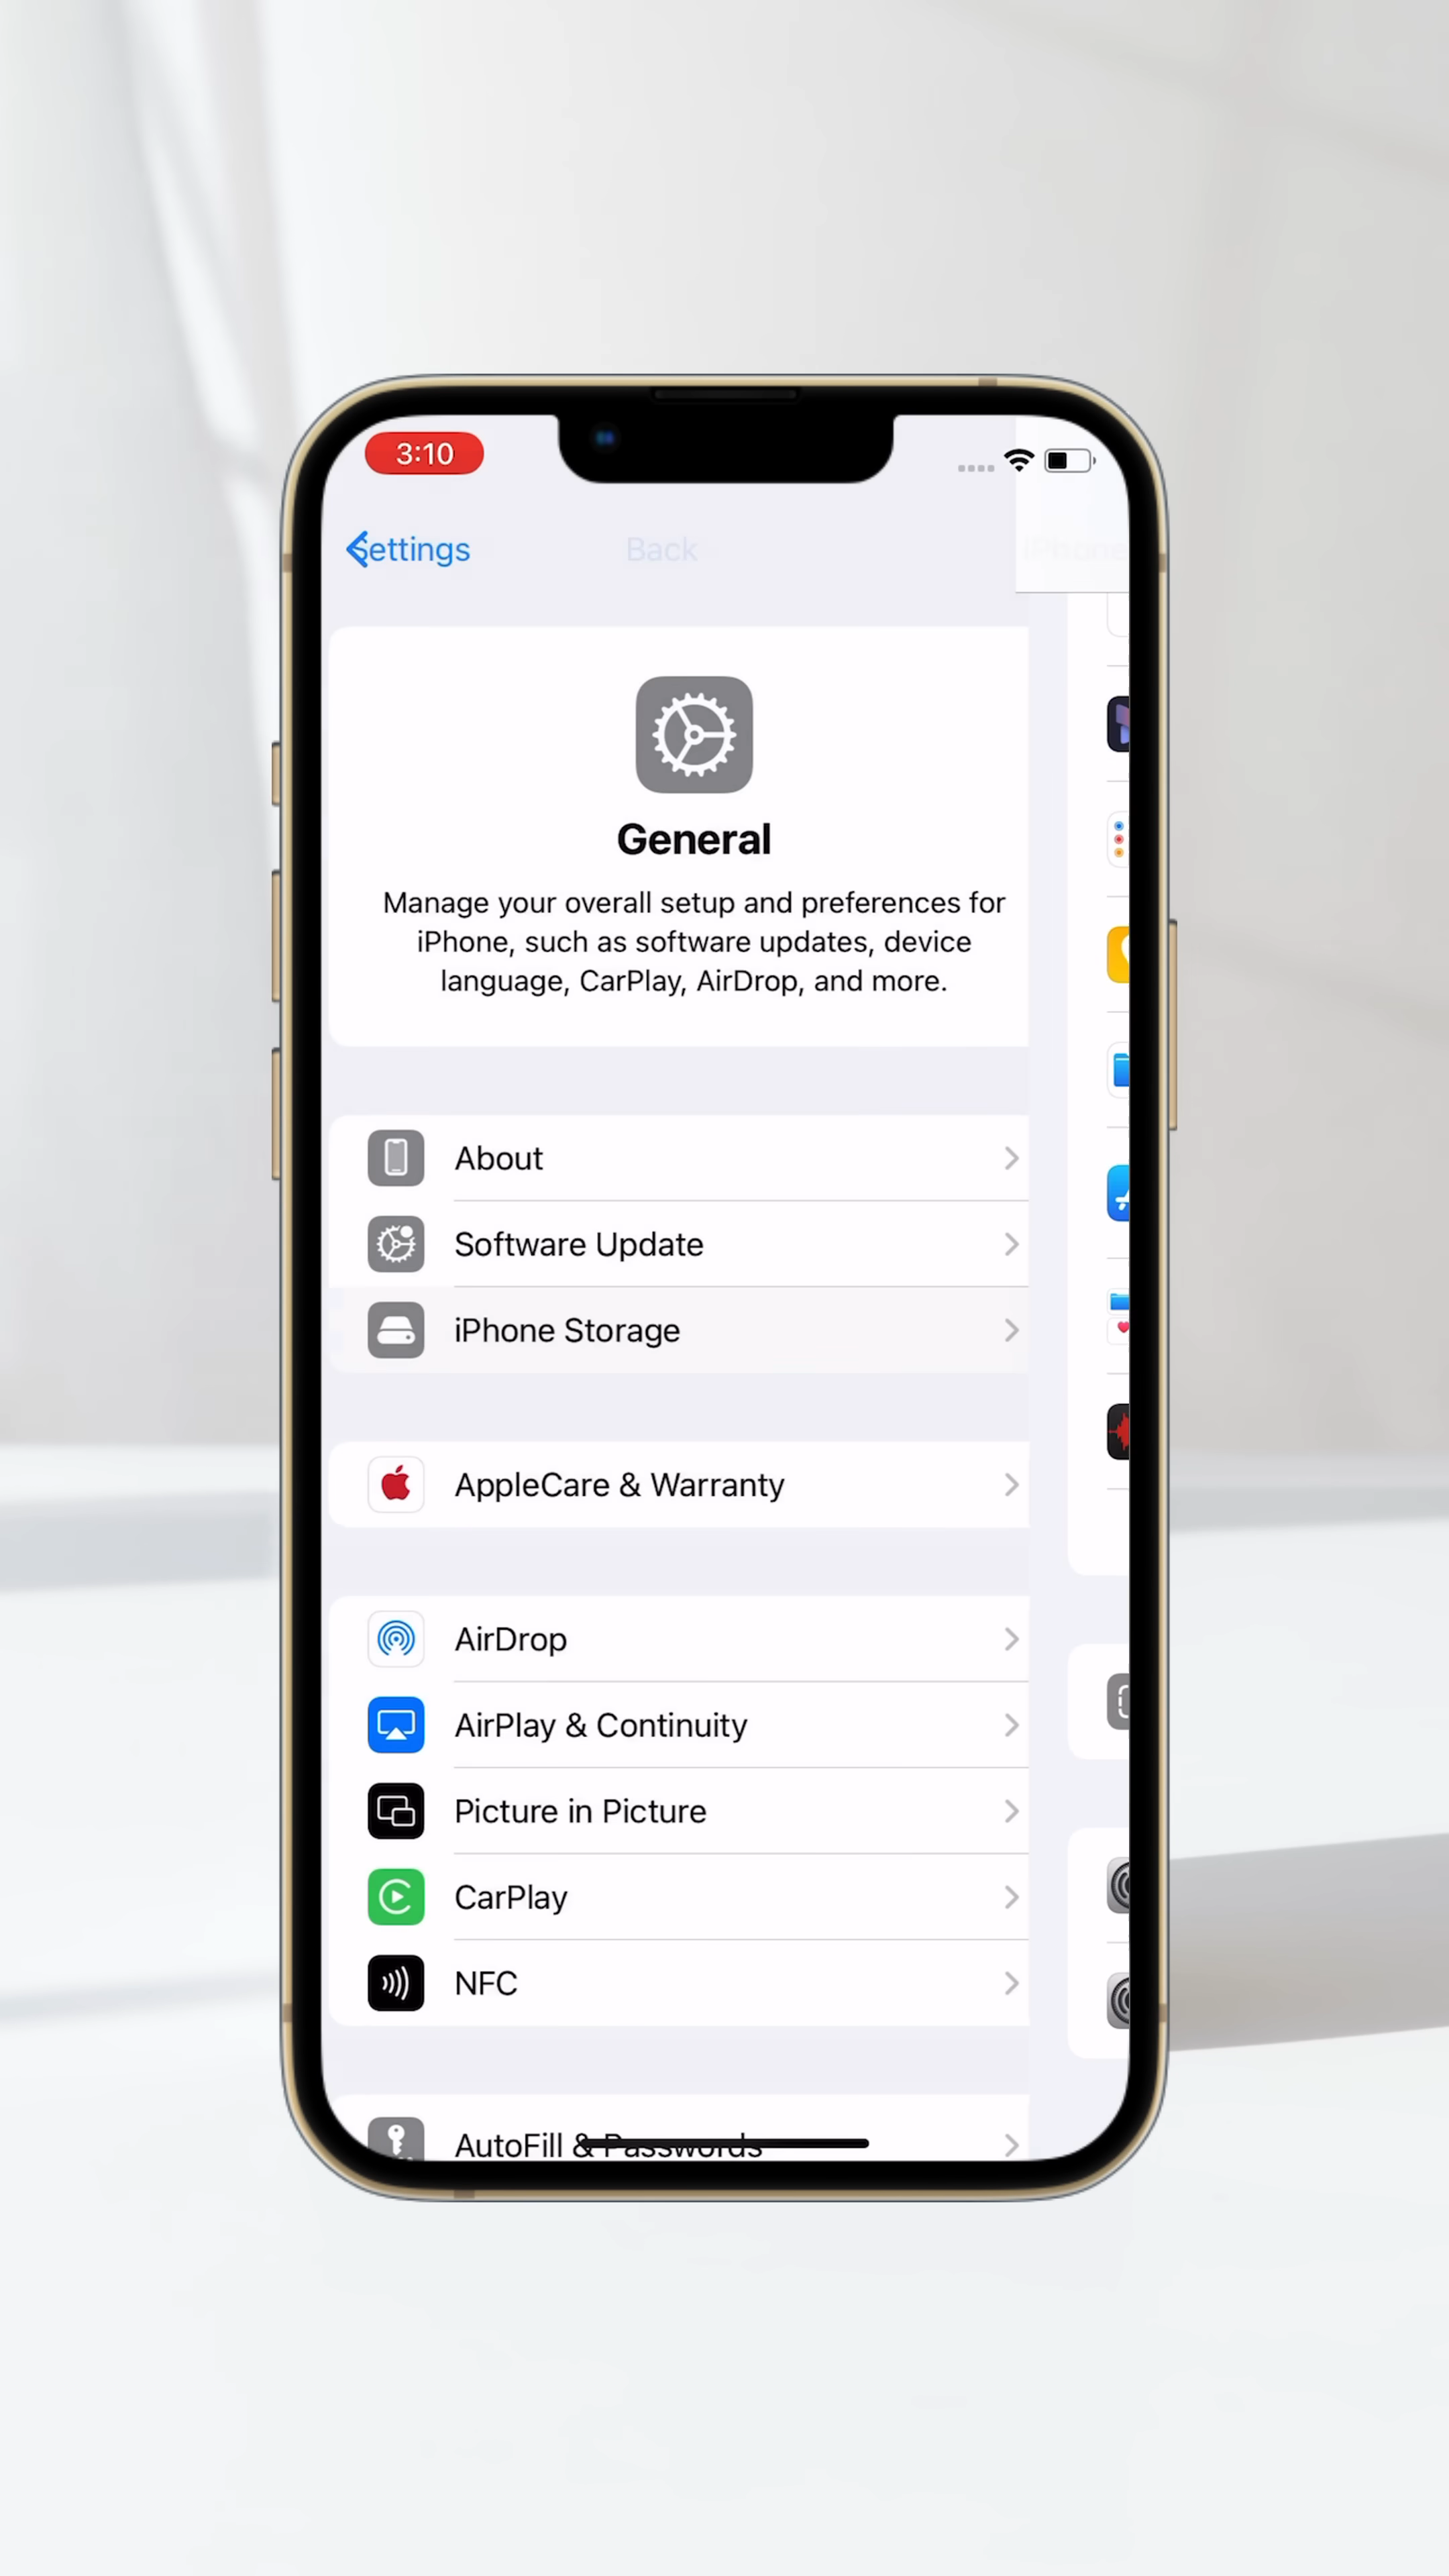 3:10
Settings
Back
iPhone
General
Manage your overall setup and preferences for
iPhone, such as software updates, device
language, CarPlay, AirDrop, and more.
About
Software Update
iPhone Storage
AppleCare & Warranty
AirDrop
AirPlay & Continuity
Picture in Picture
CarPlay
NFC
AutoFill & Passwords